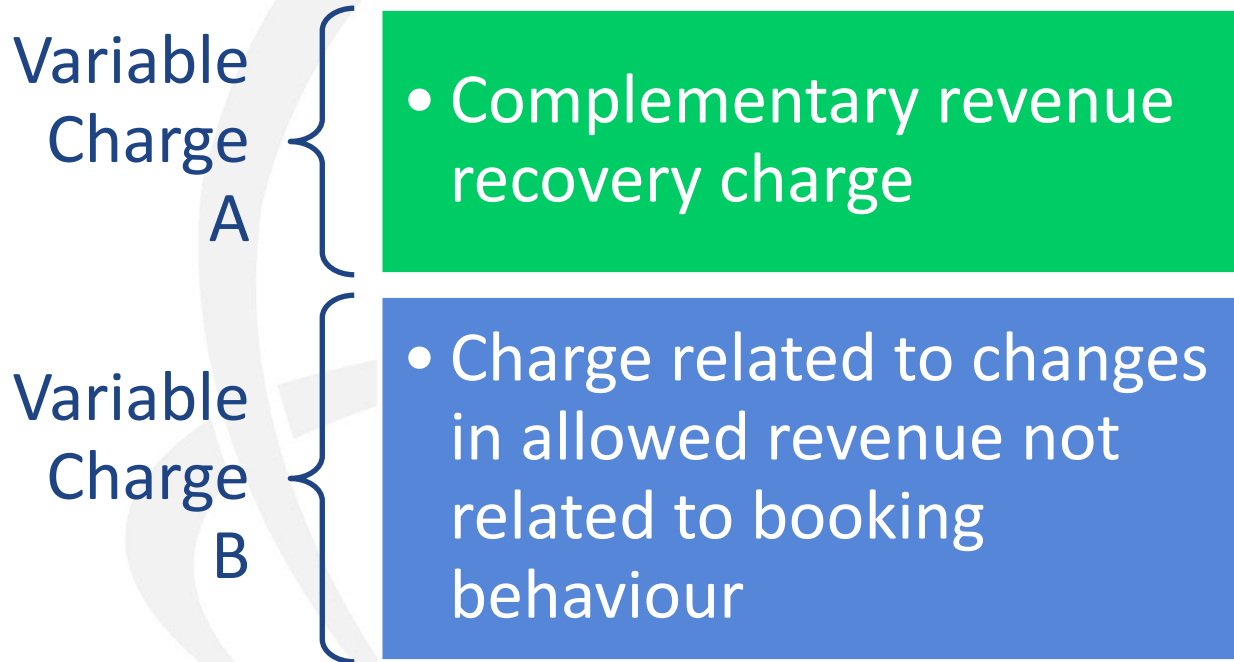 Variable
Charge
A
• Complementary revenue
recovery charge
Variable
Charge
B
• Charge related to changes
in allowed revenue not
related to booking
behaviour